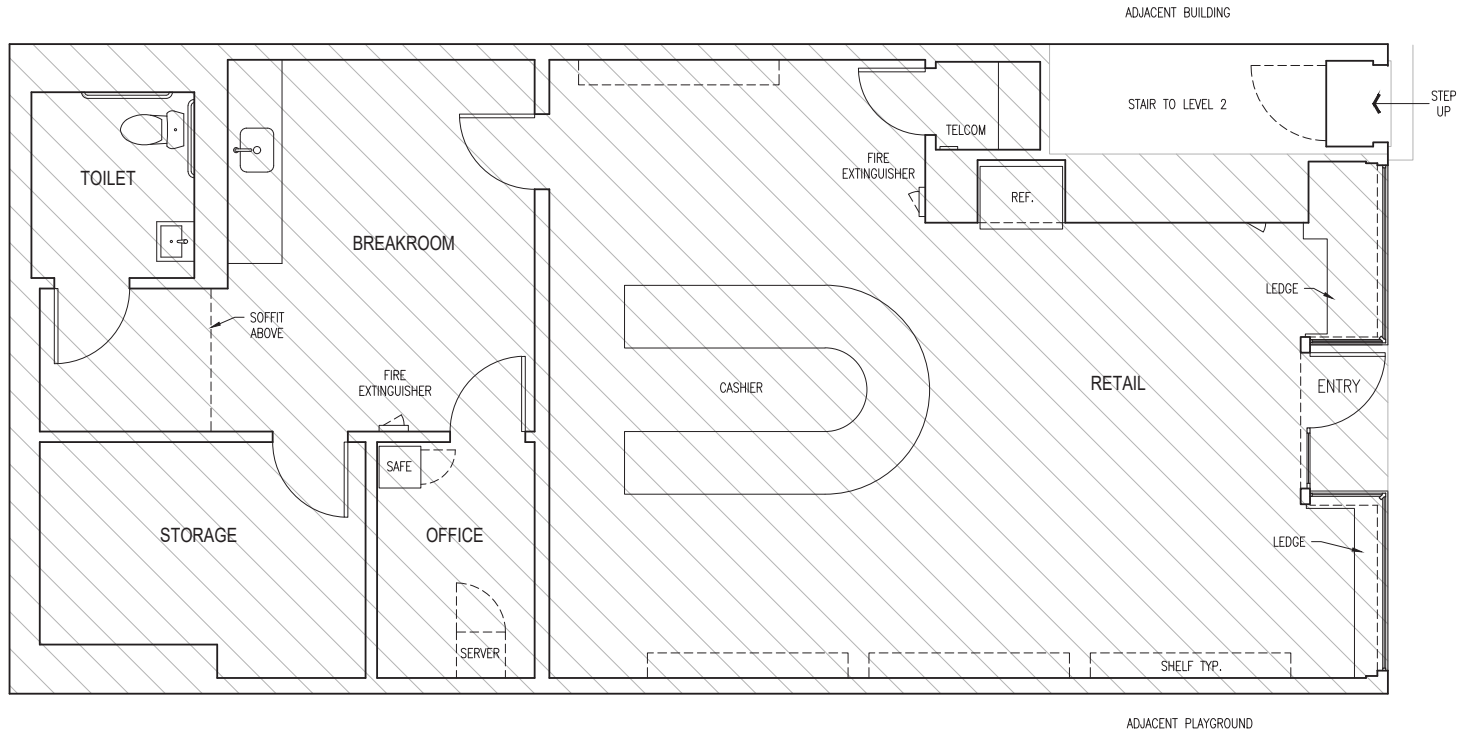 ADJACENT BUILDING
STAIR TO LEVEL 2
STEP
UP
TELCOM
FIRE
EXTINGUISHER
REF.
TOILET
BREAKROOM
LEDGE
SOFFIT
ABOVE
FIRE
EXTINGUISHER
CASHIER
RETAIL
ENTRY
SAFE
STORAGE
OFFICE
LEDGE
SERVER
SHELF TYP.
ADJACENT PLAYGROUND